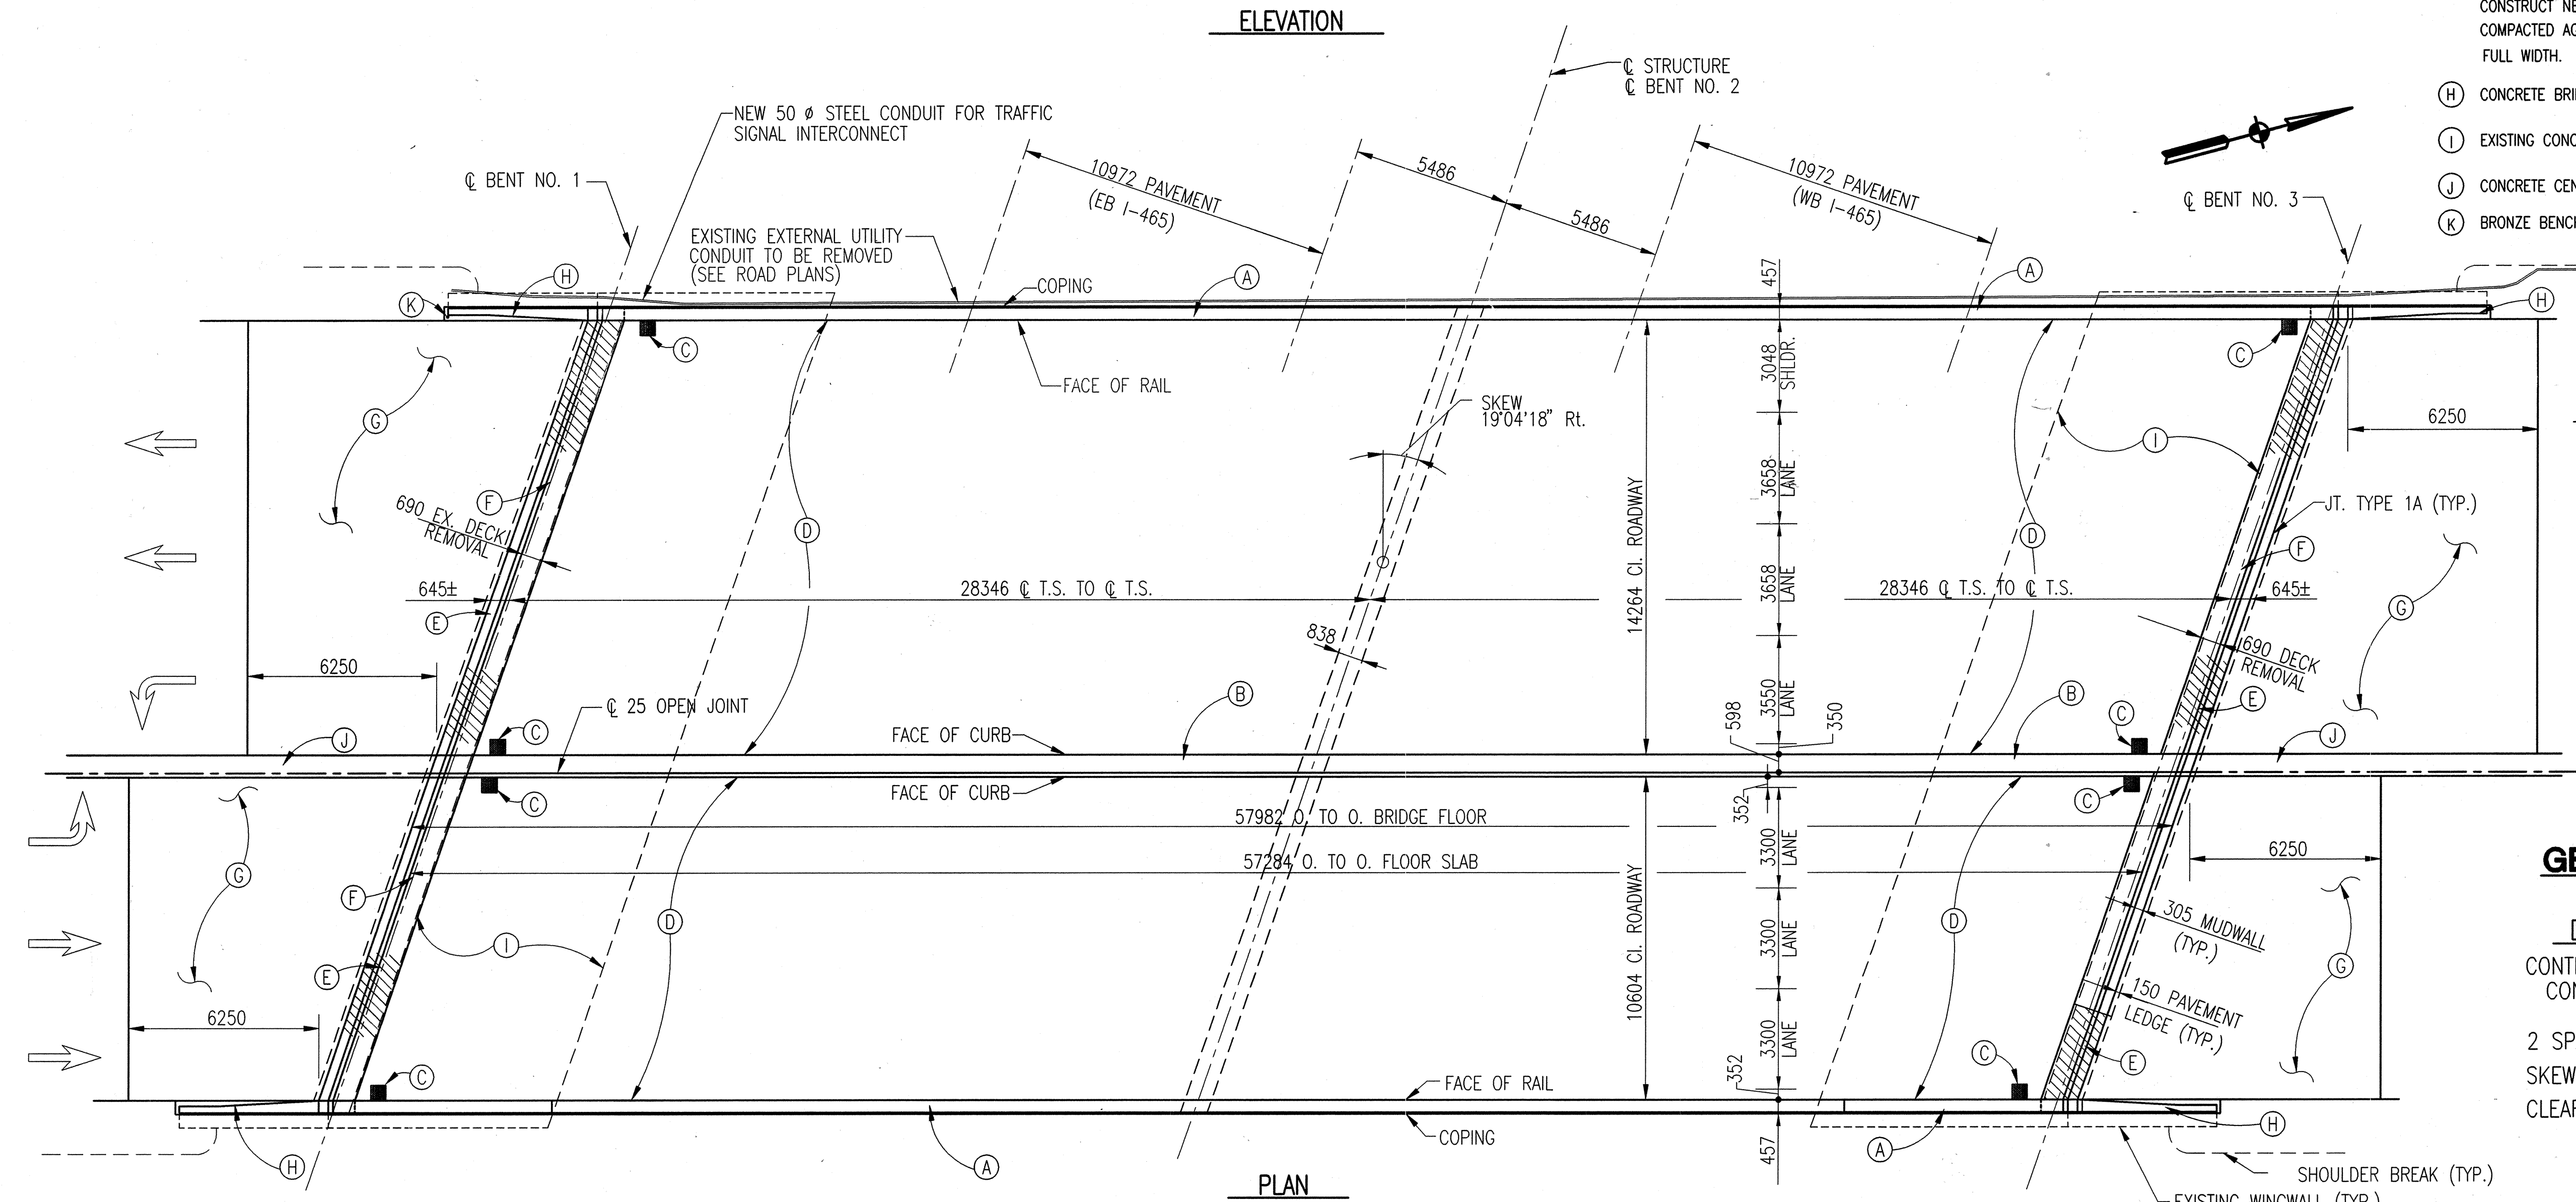 ELEVATION
CONSTRUCT
COMPACTED
FULL WIDTH.
Ⓗ CONCRETE
Ⓘ EXISTING
Ⓙ CONCRETE
Ⓚ BRONZE
℄ STRUCTURE
℄ BENT NO. 2
NEW 50 ø STEEL CONDUIT FOR TRAFFIC
SIGNAL INTERCONNECT
℄ BENT NO. 1
10972 PAVEMENT
(EB I-465)
5486
5486
10972 PAVEMENT
(WB I-465)
℄ BENT NO. 3
EXISTING EXTERNAL UTILITY
CONDUIT TO BE REMOVED
(SEE ROAD PLANS)
COPING
457
Ⓗ
Ⓐ
Ⓐ
Ⓚ
Ⓗ
Ⓒ
Ⓒ
FACE OF RAIL
3048
SHLDR.
SKEW
19°04'18" Rt.
Ⓖ
Ⓘ
6250
3658
LANE
Ⓕ
690 EX. DECK
REMOVAL
Ⓓ
Ⓓ
JT. TYPE 1A (TYP.)
Ⓕ
14264 Cl. ROADWAY
3658
LANE
645±
28346 ℄ T.S. TO ℄ T.S.
28346 ℄ T.S. TO ℄ T.S.
645±
Ⓔ
Ⓖ
838
690 DECK
REMOVAL
6250
℄ 25 OPEN JOINT
Ⓑ
3550
LANE
598
350
Ⓑ
Ⓔ
Ⓒ
Ⓒ
Ⓙ
FACE OF CURB
Ⓙ
FACE OF CURB
Ⓒ
Ⓒ
352
57982 O. TO O. BRIDGE FLOOR
3300
LANE
57284 O. TO O. FLOOR SLAB
6250
Ⓖ
Ⓕ
Ⓓ
10604 Cl. ROADWAY
3300
LANE
Ⓓ
305 MUDWALL
(TYP.)
Ⓘ
Ⓔ
Ⓖ
CON
150 PAVEMENT
LEDGE (TYP.)
6250
3300
LANE
2 SP
Ⓔ
SKEW
Ⓒ
352
Ⓒ
FACE OF RAIL
COPING
457
Ⓗ
Ⓐ
Ⓐ
Ⓗ
SHOULDER BREAK (TYP.)
EXISTING WINGWALL (TYP.)
PLAN